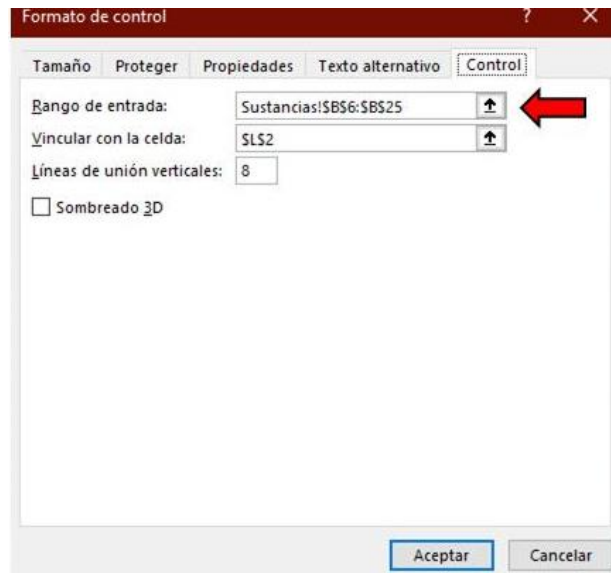 Formato de control ? ✕
Tamaño Proteger Propiedades Texto alternativo Control
Rango de entrada: Sustancias!$B$6:$B$25
Vincular con la celda: $L$2
Líneas de unión verticales: 8
Sombreado 3D
Aceptar Cancelar